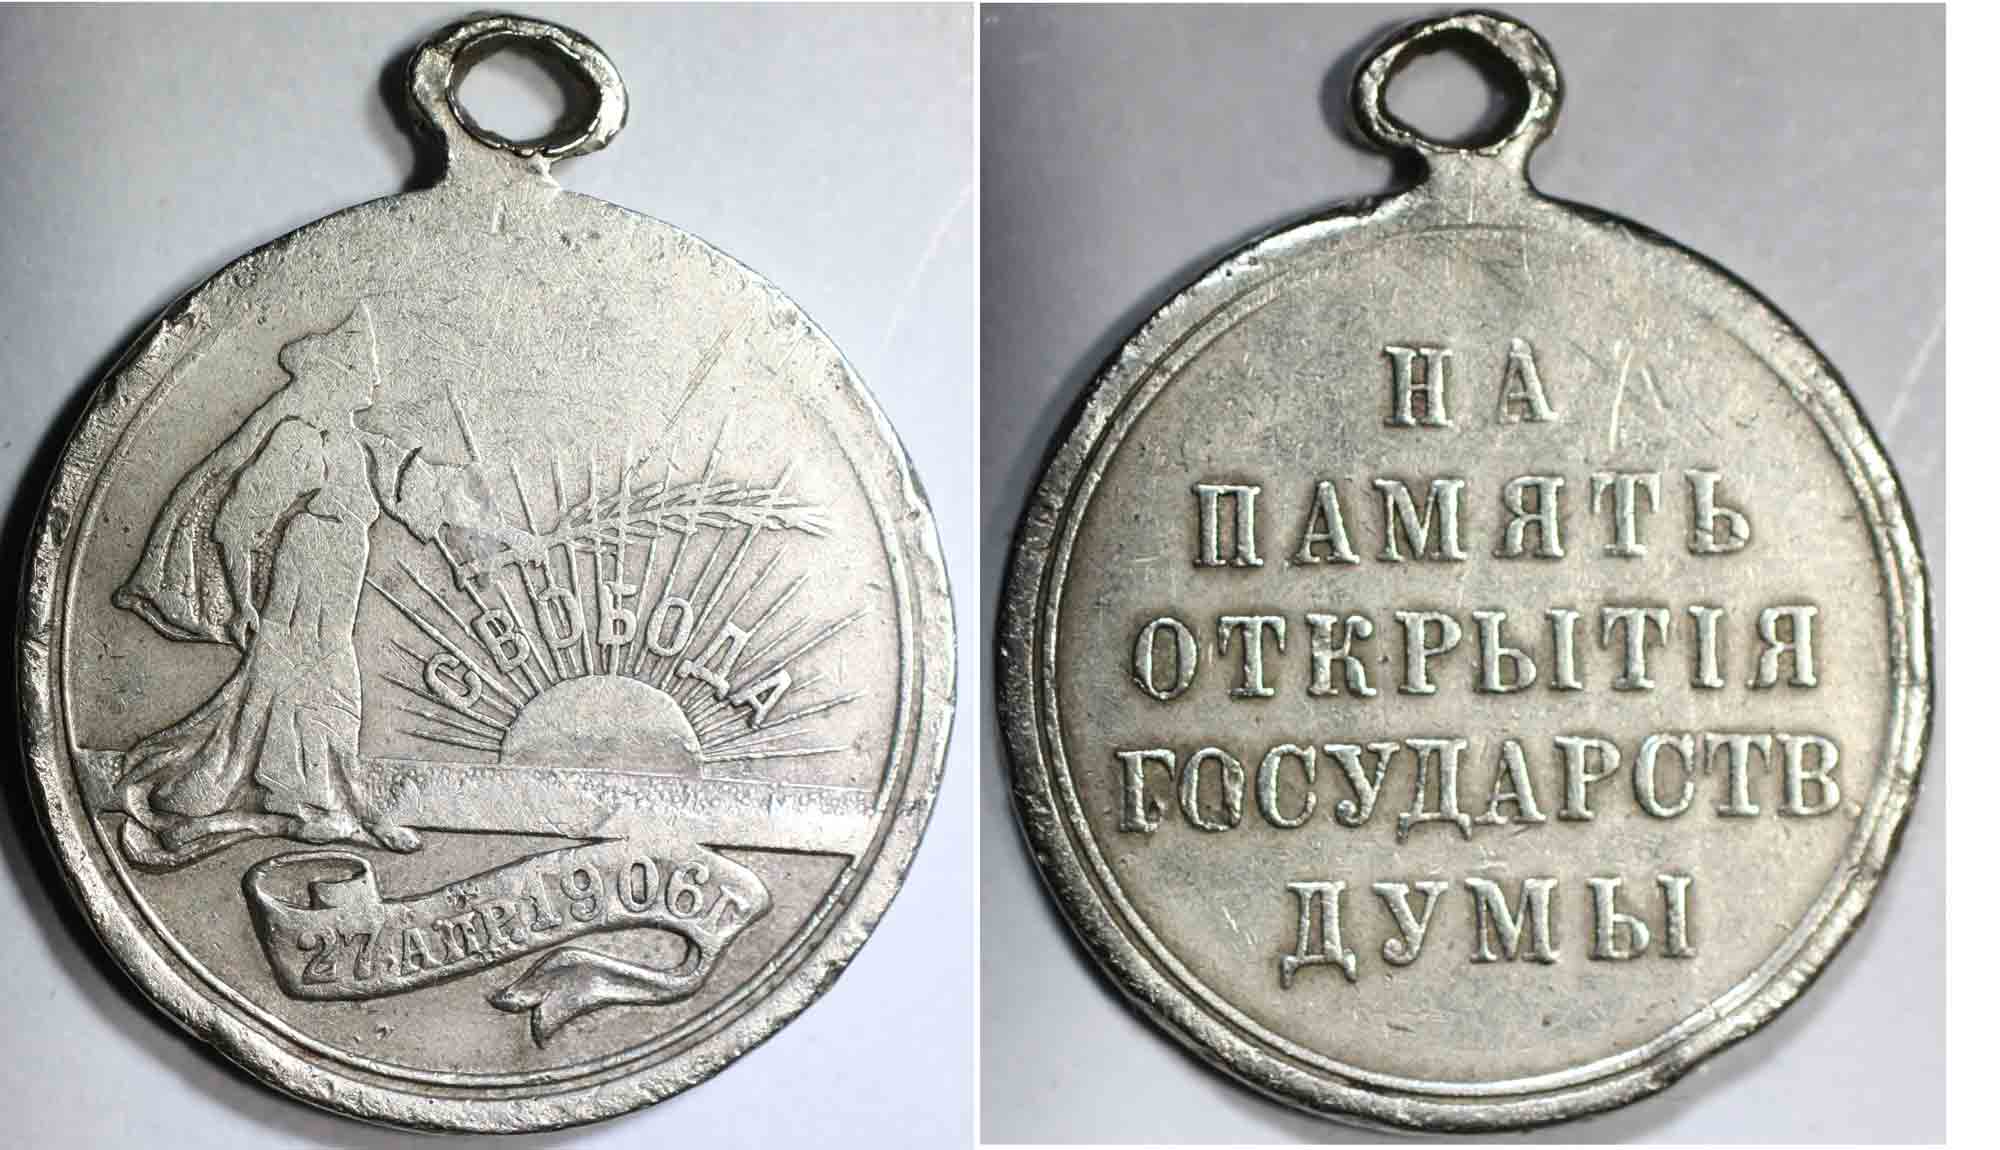 СВОБОДА
27. АПР. 1906 Г
НА
ПАМЯТЬ
ОТКРЫТІЯ
ГОСУДАРСТВ
ДУМЫ